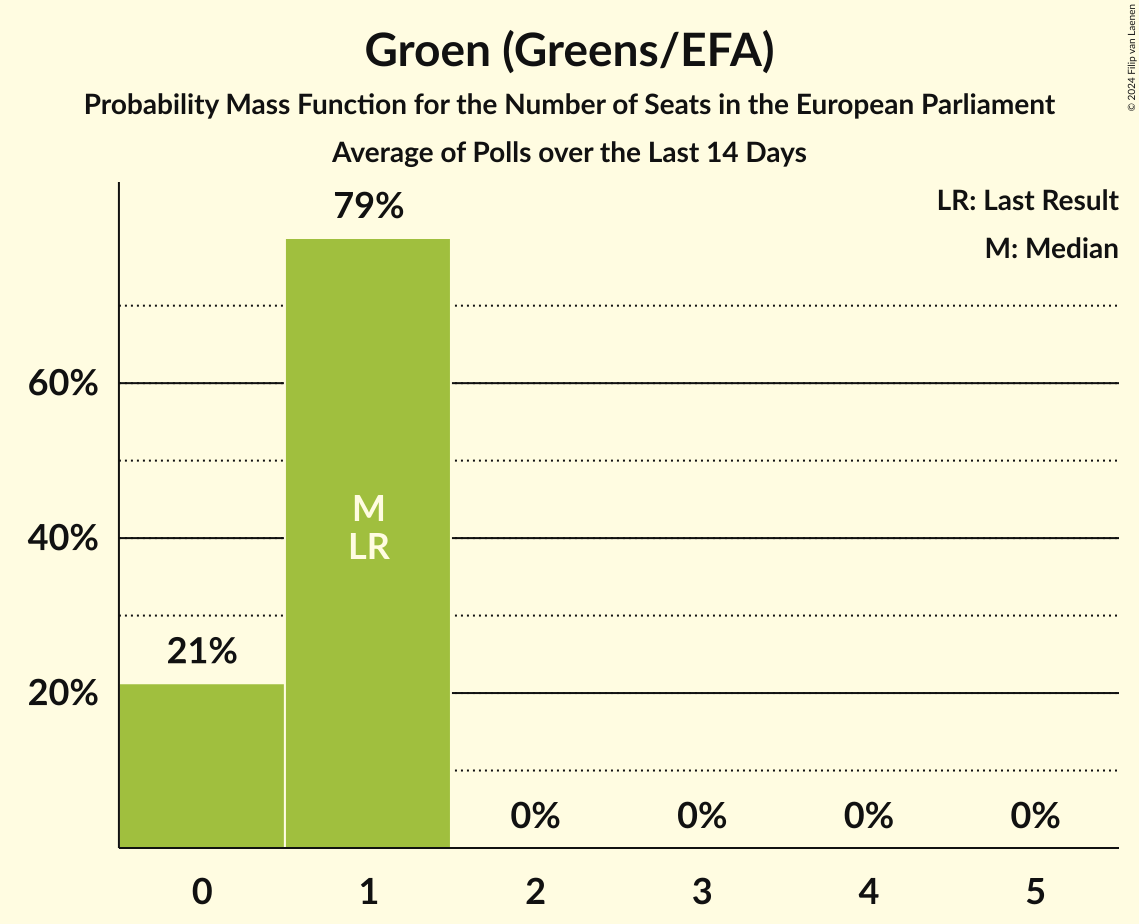 Groen (Greens/EFA)
Probability Mass Function for the Number of Seats in the European Parliament
Average of Polls over the Last 14 Days
© 2024 Filip van Laenen
LR: Last Result
M: Median
79%
60%
40%
20%
M
LR
21%
0% 0% 0% 0%
0 1 2 3 4 5